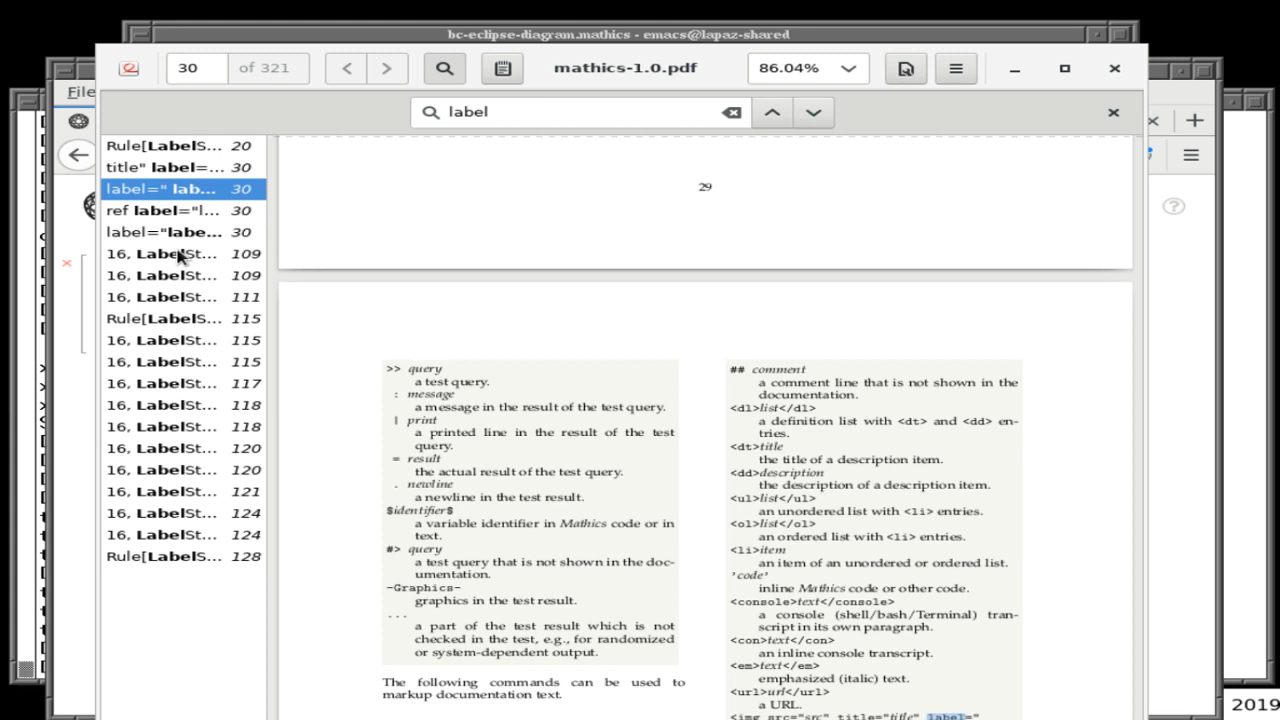 bc-eclipse-diagram.mathics - emacs@lapaz-shared
File
30 of 321
mathics-1.0.pdf
86.04%
label
Rule[LabelS... 20
title" label=... 30
label=" lab... 30
ref label="l... 30
label="labe... 30
16, LabelSt... 109
16, LabelSt... 109
16, LabelSt... 111
Rule[LabelS... 115
16, LabelSt... 115
16, LabelSt... 115
16, LabelSt... 117
16, LabelSt... 118
16, LabelSt... 118
16, LabelSt... 120
16, LabelSt... 120
16, LabelSt... 121
16, LabelSt... 124
16, LabelSt... 124
Rule[LabelS... 128
29
>> query
a test query.
: message
a message in the result of the test query.
| print
a printed line in the result of the test
query.
= result
the actual result of the test query.
. newline
a newline in the test result.
$identifier$
a variable identifier in Mathics code or in
text.
#> query
a test query that is not shown in the doc-
umentation.
-Graphics-
graphics in the test result.
...
a part of the test result which is not
checked in the test, e.g., for randomized
or system-dependent output.
The following commands can be used to
markup documentation text.
## comment
a comment line that is not shown in the
documentation.
<dl>list</dl>
a definition list with <dt> and <dd> en-
tries.
<dt>title
the title of a description item.
<dd>description
the description of a description item.
<ul>list</ul>
an unordered list with <li> entries.
<ol>list</ol>
an ordered list with <li> entries.
<li>item
an item of an unordered or ordered list.
'code'
inline Mathics code or other code.
<console>text</console>
a console (shell/bash/Terminal) tran-
script in its own paragraph.
<con>text</con>
an inline console transcript.
<em>text</em>
emphasized (italic) text.
<url>url</url>
a URL.
<img src="src" title="title" label="
2019